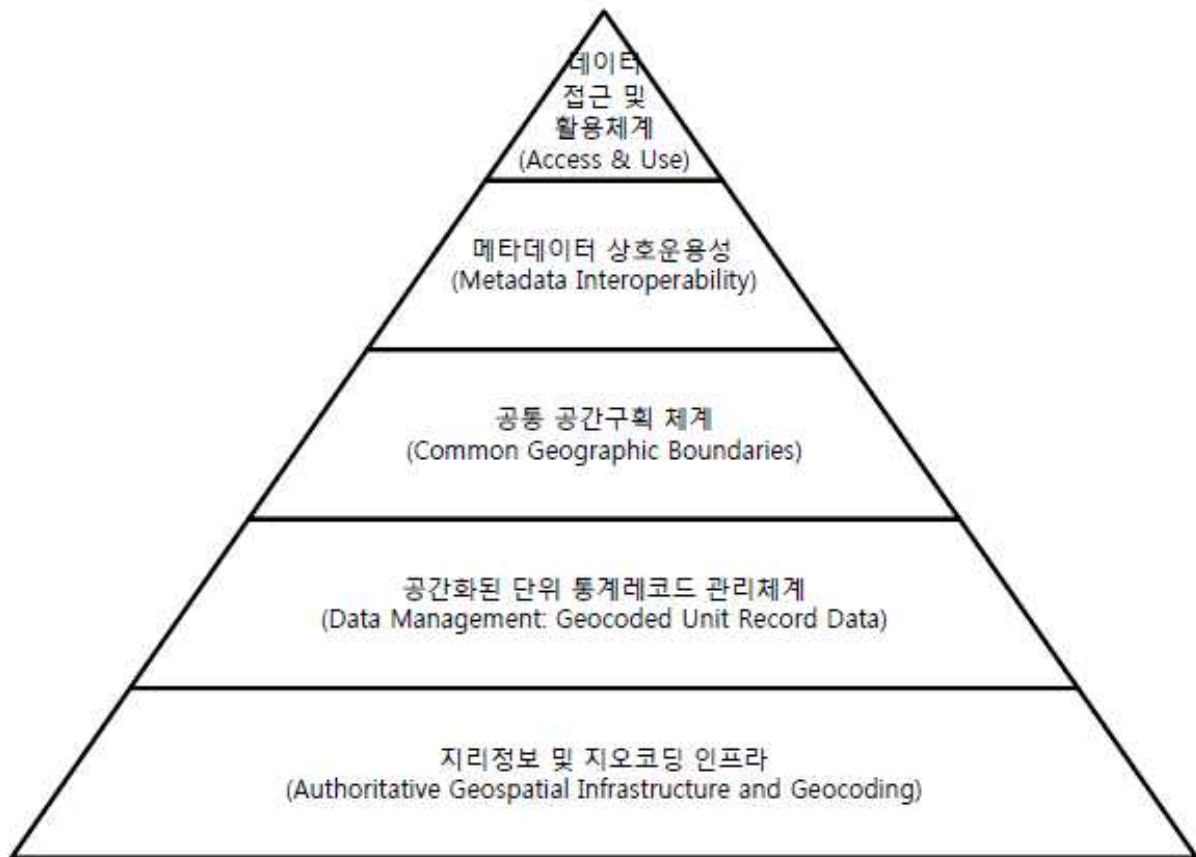 데이터
접근 및
활용체계
(Access & Use)
메타데이터 상호운용성
(Metadata Interoperability)
공통 공간구획 체계
(Common Geographic Boundaries)
공간화된 단위 통계레코드 관리체계
(Data Management: Geocoded Unit Record Data)
지리정보 및 지오코딩 인프라
(Authoritative Geospatial Infrastructure and Geocoding)